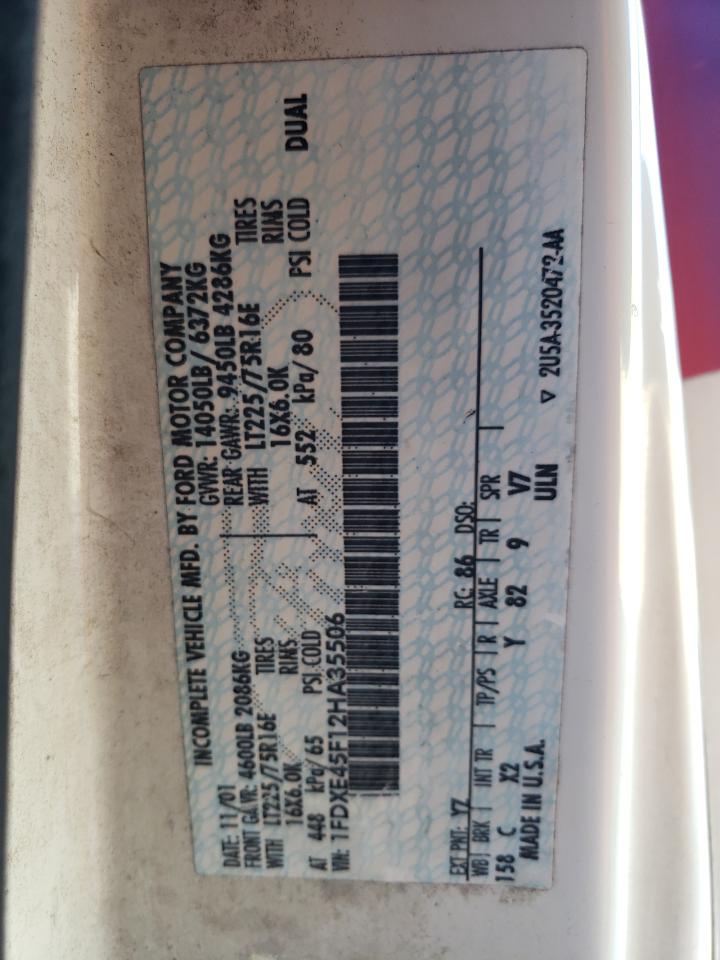 INCOMPLETE VEHICLE MFD. BY FORD MOTOR COMPANY
DATE: 11/01 GVWR: 14050LB/ 6372KG
FRONT GAWR: 4600LB 2086KG REAR GAWR: 9450LB 4286KG
WITH LT225/75R16E TIRES WITH LT225/75R16E TIRES
16X6.0K RIMS 16X6.0K RIMS
AT 448 kPa/ 65 PSI COLD AT 552 kPa/ 80 PSI COLD DUAL
VIN: 1FDXE45F12HA35506
EXT PNT: YZ RC: 86 DSO:
WB | BRK | INT TR | TP/PS | R | AXLE | TR | SPR
158 C X2 Y 82 9 V7
MADE IN U.S.A. ULN
▽ 2U5A-3520472-AA